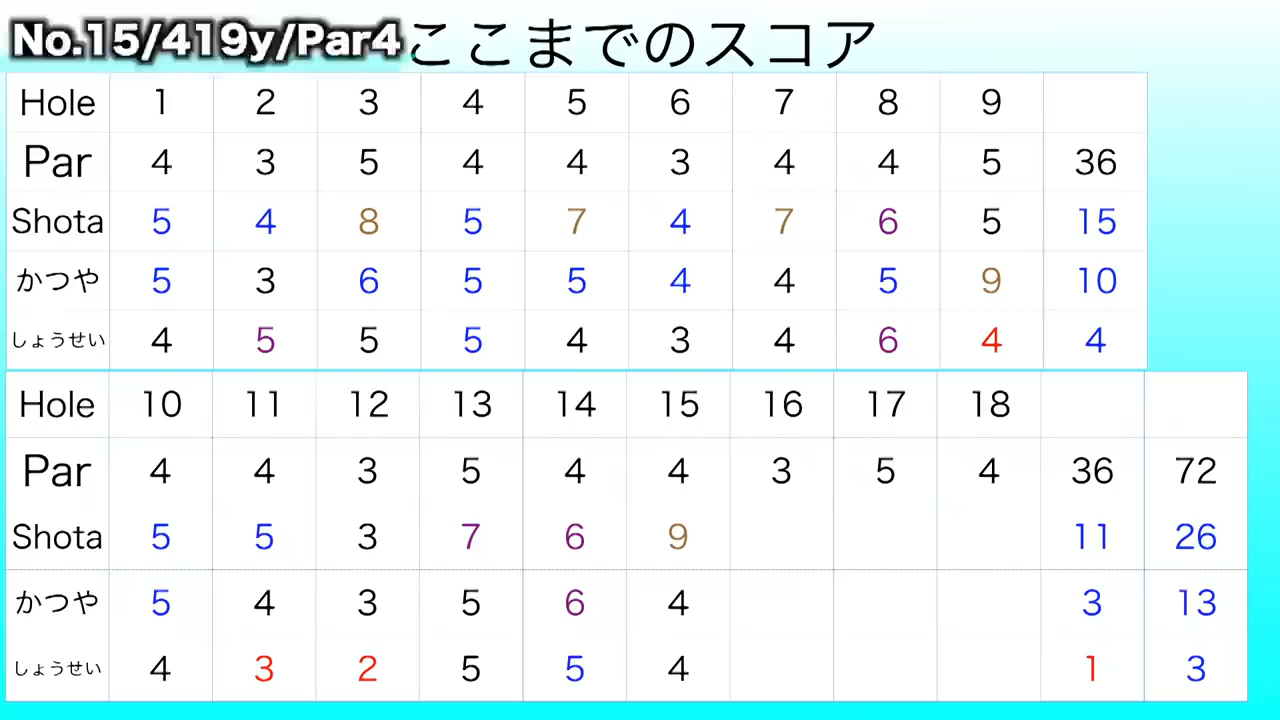 No.15/419y/Par4ここまでのスコア
Hole 1 2 3 4 5 6 7 8 9
Par 4 3 5 4 4 3 4 4 5 36
Shota 5 4 8 5 7 4 7 6 5 15
かつや 5 3 6 5 5 4 4 5 9 10
しょうせい 4 5 5 5 4 3 4 6 4 4
Hole 10 11 12 13 14 15 16 17 18
Par 4 4 3 5 4 4 3 5 4 36 72
Shota 5 5 3 7 6 9 11 26
かつや 5 4 3 5 6 4 3 13
しょうせい 4 3 2 5 5 4 1 3